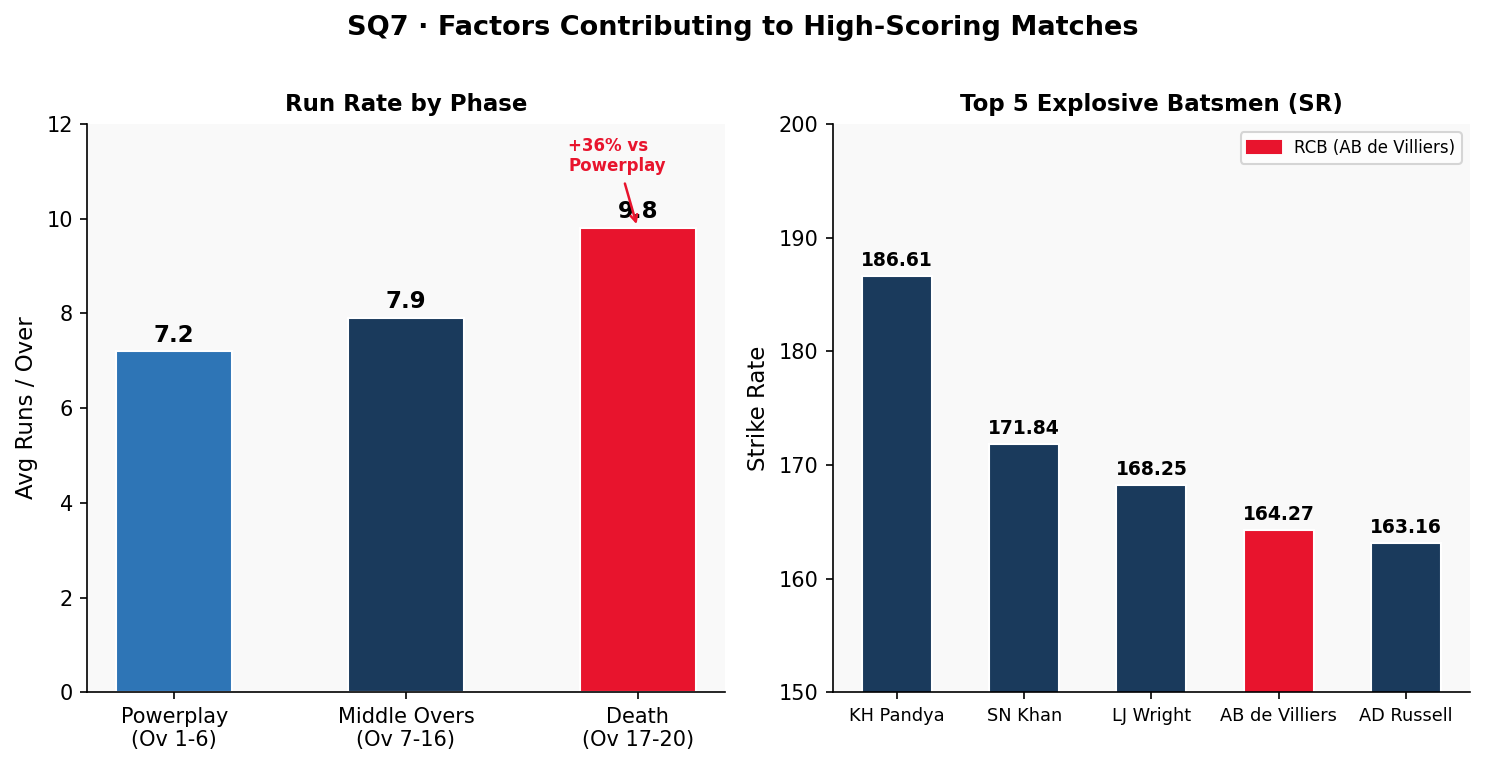 SQ7 · Factors Contributing to High-Scoring Matches
Run Rate by Phase
Avg Runs / Over
12
10
8
6
4
2
0
+36% vs
Powerplay
7.2
7.9
9.8
Powerplay
(Ov 1-6)
Middle Overs
(Ov 7-16)
Death
(Ov 17-20)
Top 5 Explosive Batsmen (SR)
Strike Rate
200
190
180
170
160
150
RCB (AB de Villiers)
186.61
171.84
168.25
164.27
163.16
KH Pandya
SN Khan
LJ Wright
AB de Villiers
AD Russell